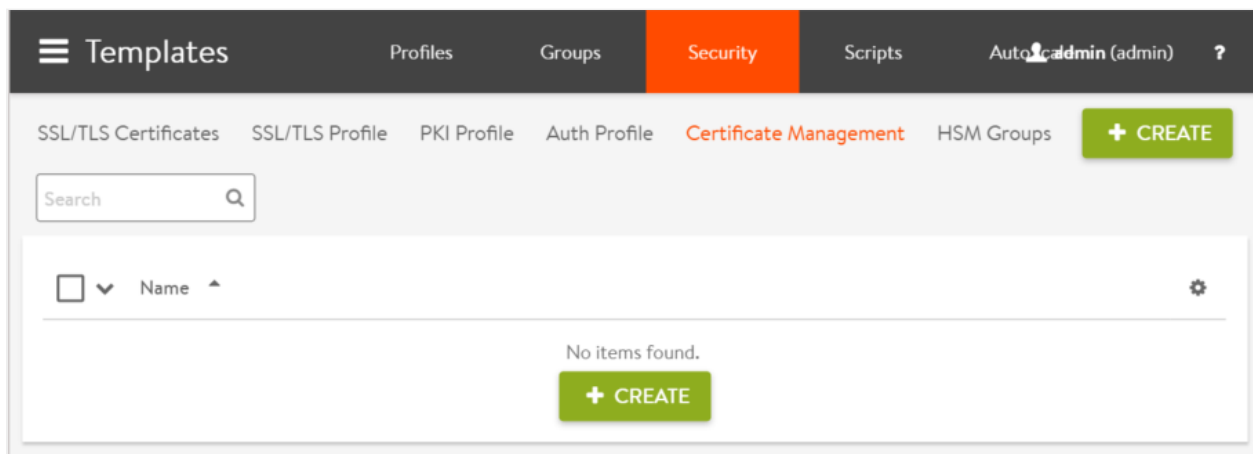 Templates Profiles Groups Security Scripts admin (admin) ?
SSL/TLS Certificates SSL/TLS Profile PKI Profile Auth Profile Certificate Management HSM Groups + CREATE
Search
Name
No items found.
+ CREATE